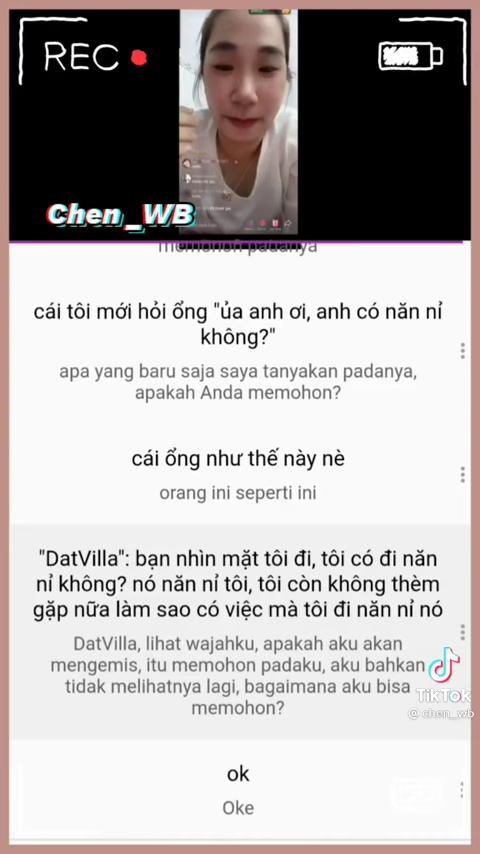 REC
Chen_WB
memohon padanya
cái tôi mới hỏi ổng "ủa anh ơi, anh có năn nỉ
không?"
apa yang baru saja saya tanyakan padanya,
apakah Anda memohon?
cái ổng như thế này nè
orang ini seperti ini
"DatVilla": bạn nhìn mặt tôi đi, tôi có đi năn
nỉ không? nó năn nỉ tôi, tôi còn không thèm
gặp nữa làm sao có việc mà tôi đi năn nỉ nó
DatVilla, lihat wajahku, apakah aku akan
mengemis, itu memohon padaku, aku bahkan
tidak melihatnya lagi, bagaimana aku bisa
memohon?
TikTok
@ chen_wb
ok
Oke